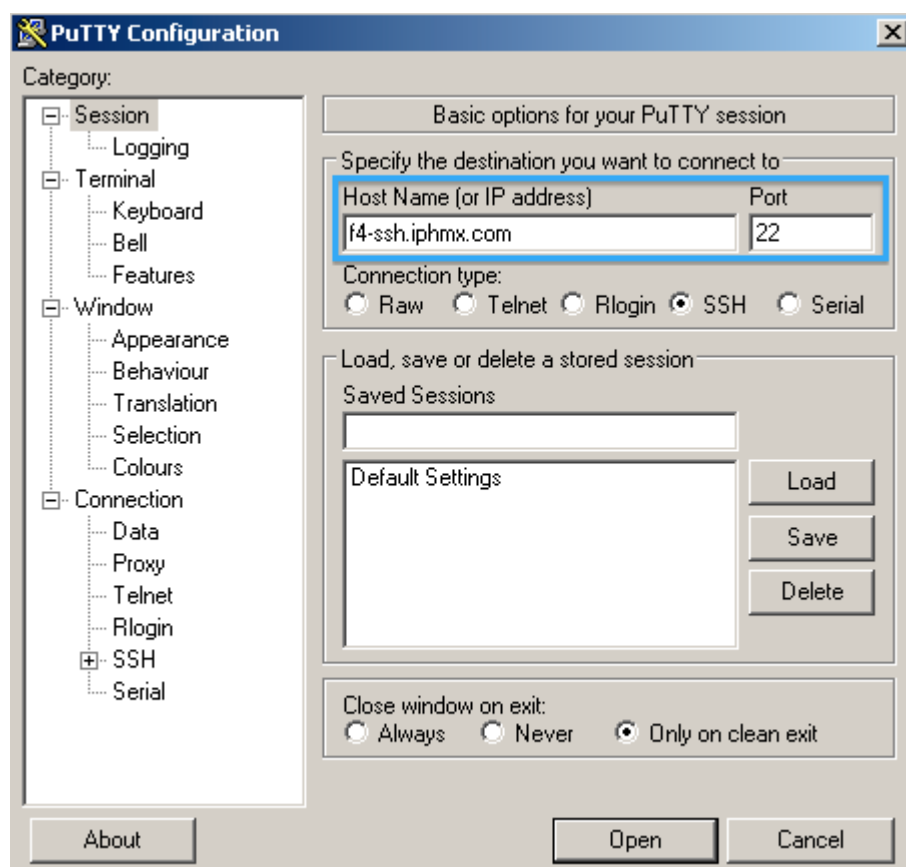 PuTTY Configuration
Category:
Session
Logging
Terminal
Keyboard
Bell
Features
Window
Appearance
Behaviour
Translation
Selection
Colours
Connection
Data
Proxy
Telnet
Rlogin
SSH
Serial
Basic options for your PuTTY session
Specify the destination you want to connect to
Host Name (or IP address) Port
f4-ssh.iphmx.com 22
Connection type:
Raw Telnet Rlogin SSH Serial
Load, save or delete a stored session
Saved Sessions
Default Settings
Load
Save
Delete
Close window on exit:
Always Never Only on clean exit
About Open Cancel